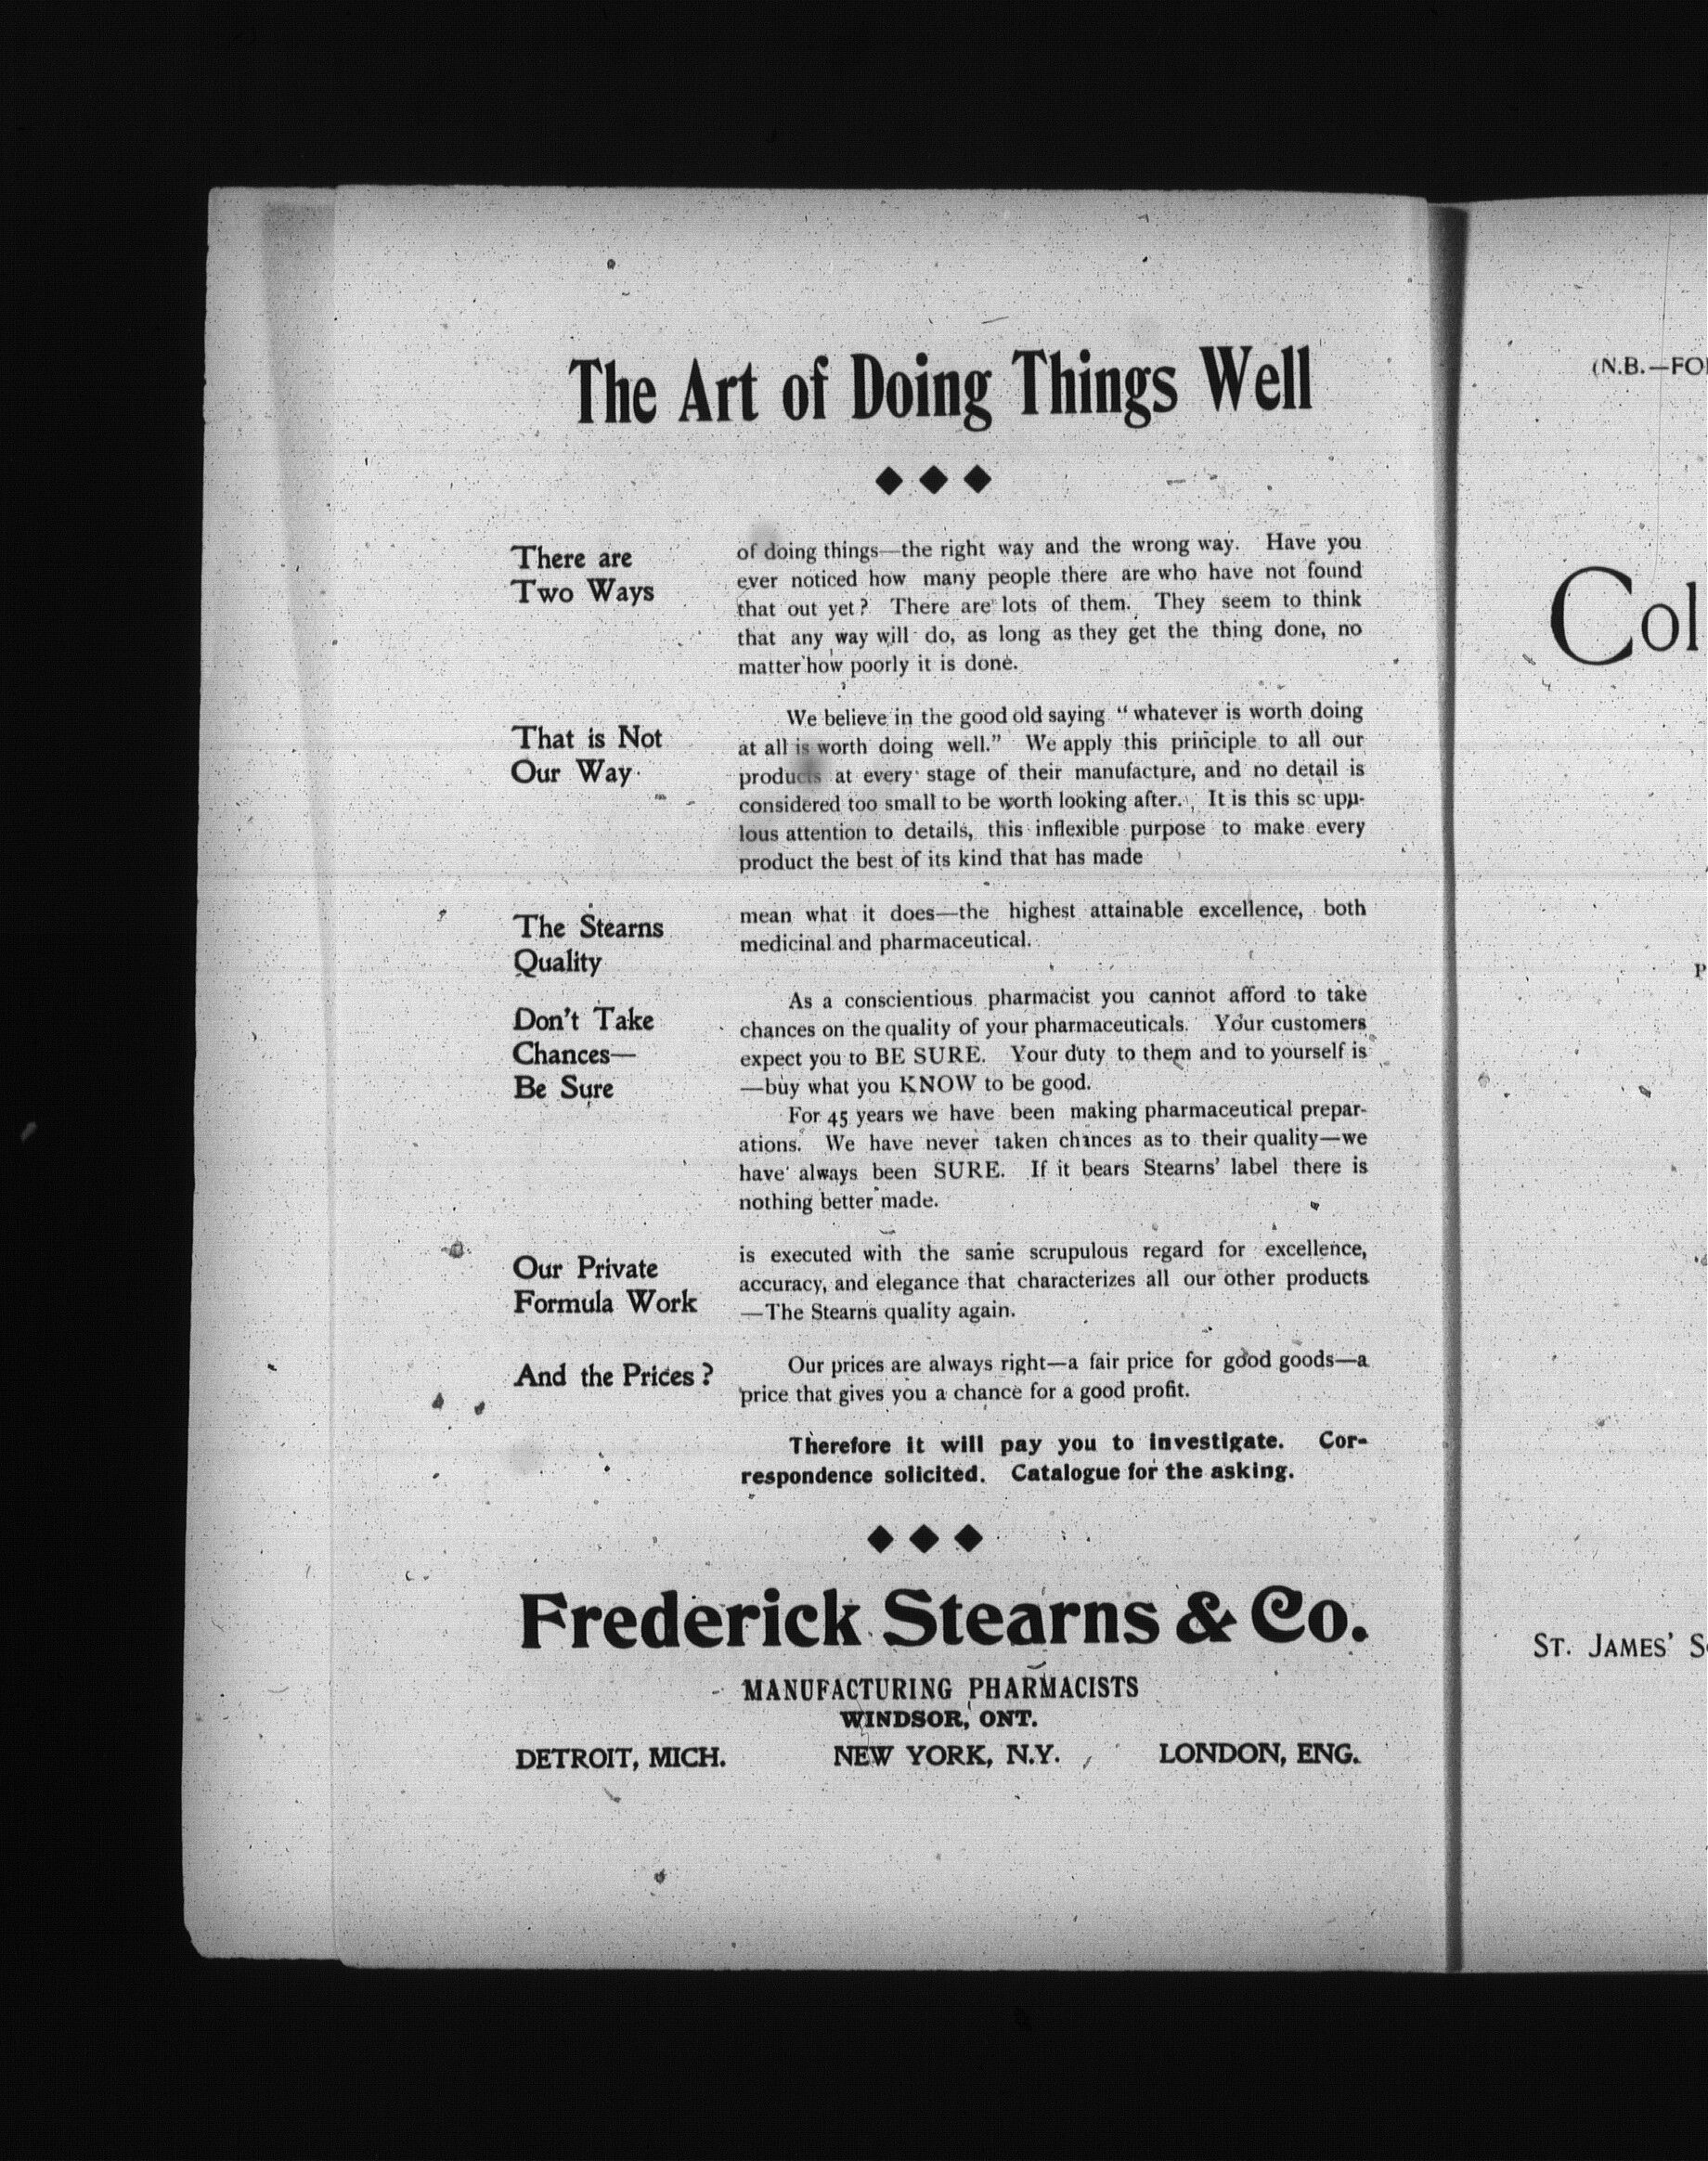 The Art of Doing Things Well
There are
Two Ways
of doing things—the right way and the wrong way. Have you
ever noticed how many people there are who have not found
that out yet? There are lots of them. They seem to think
that any way will do, as long as they get the thing done, no
matter how poorly it is done.
That is Not
Our Way
We believe in the good old saying "whatever is worth doing
at all is worth doing well." We apply this principle to all our
products at every stage of their manufacture, and no detail is
considered too small to be worth looking after. It is this sc upu-
lous attention to details, this inflexible purpose to make every
product the best of its kind that has made
The Stearns
Quality
mean what it does—the highest attainable excellence, both
medicinal and pharmaceutical.
Don't Take
Chances—
Be Sure
As a conscientious pharmacist you cannot afford to take
chances on the quality of your pharmaceuticals. Your customers
expect you to BE SURE. Your duty to them and to yourself is
—buy what you KNOW to be good.
For 45 years we have been making pharmaceutical prepar-
ations. We have never taken chances as to their quality—we
have always been SURE. If it bears Stearns' label there is
nothing better made.
Our Private
Formula Work
is executed with the same scrupulous regard for excellence,
accuracy, and elegance that characterizes all our other products
—The Stearns quality again.
And the Prices?
Our prices are always right—a fair price for good goods—a
price that gives you a chance for a good profit.
Therefore it will pay you to investigate. Cor-
respondence solicited. Catalogue for the asking.
Frederick Stearns & Co.
MANUFACTURING PHARMACISTS
WINDSOR, ONT.
DETROIT, MICH. NEW YORK, N.Y. LONDON, ENG.
(N.B.—FO
Col
P
ST. JAMES' S